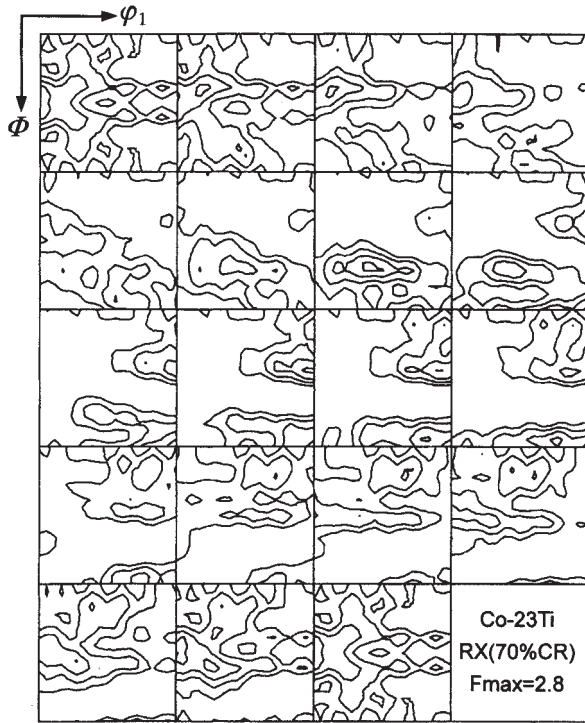 φ₁
Φ
Co-23Ti
RX(70%CR)
Fmax=2.8